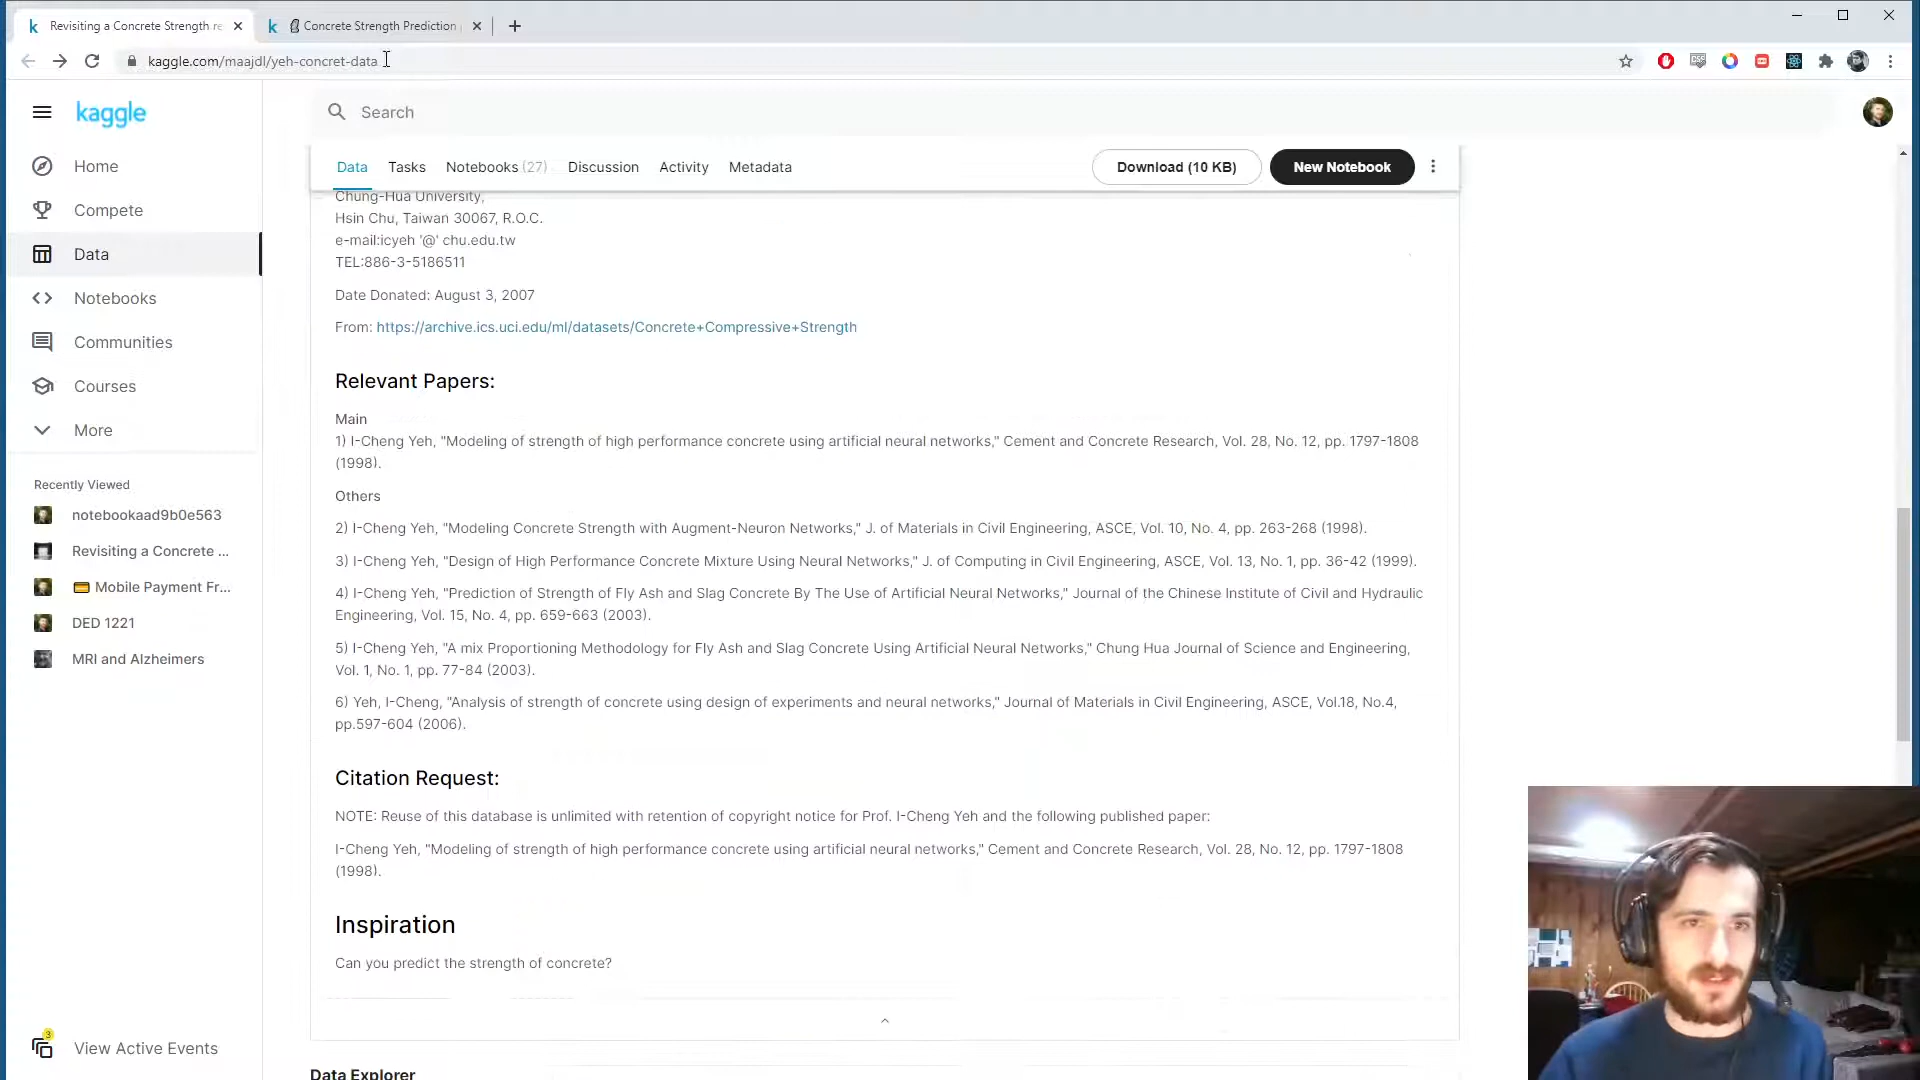 Revisiting a Concrete Strength re
Concrete Strength Prediction
kaggle.com/maajdl/yeh-concret-data
kaggle
Search
Home
Compete
Data
Notebooks
Communities
Courses
More
Recently Viewed
notebookaad9b0e563
Revisiting a Concrete ...
Mobile Payment Fr...
DED 1221
MRI and Alzheimers
3
View Active Events
Data Tasks Notebooks (27) Discussion Activity Metadata Download (10 KB) New Notebook
Chung-Hua University,
Hsin Chu, Taiwan 30067, R.O.C.
e-mail:icyeh '@' chu.edu.tw
TEL:886-3-5186511
Date Donated: August 3, 2007
From: https://archive.ics.uci.edu/ml/datasets/Concrete+Compressive+Strength
Relevant Papers:
Main
1) I-Cheng Yeh, "Modeling of strength of high performance concrete using artificial neural networks," Cement and Concrete Research, Vol. 28, No. 12, pp. 1797-1808
(1998).
Others
2) I-Cheng Yeh, "Modeling Concrete Strength with Augment-Neuron Networks," J. of Materials in Civil Engineering, ASCE, Vol. 10, No. 4, pp. 263-268 (1998).
3) I-Cheng Yeh, "Design of High Performance Concrete Mixture Using Neural Networks," J. of Computing in Civil Engineering, ASCE, Vol. 13, No. 1, pp. 36-42 (1999).
4) I-Cheng Yeh, "Prediction of Strength of Fly Ash and Slag Concrete By The Use of Artificial Neural Networks," Journal of the Chinese Institute of Civil and Hydraulic
Engineering, Vol. 15, No. 4, pp. 659-663 (2003).
5) I-Cheng Yeh, "A mix Proportioning Methodology for Fly Ash and Slag Concrete Using Artificial Neural Networks," Chung Hua Journal of Science and Engineering,
Vol. 1, No. 1, pp. 77-84 (2003).
6) Yeh, I-Cheng, "Analysis of strength of concrete using design of experiments and neural networks," Journal of Materials in Civil Engineering, ASCE, Vol.18, No.4,
pp.597-604 (2006).
Citation Request:
NOTE: Reuse of this database is unlimited with retention of copyright notice for Prof. I-Cheng Yeh and the following published paper:
I-Cheng Yeh, "Modeling of strength of high performance concrete using artificial neural networks," Cement and Concrete Research, Vol. 28, No. 12, pp. 1797-1808
(1998).
Inspiration
Can you predict the strength of concrete?
Data Explorer